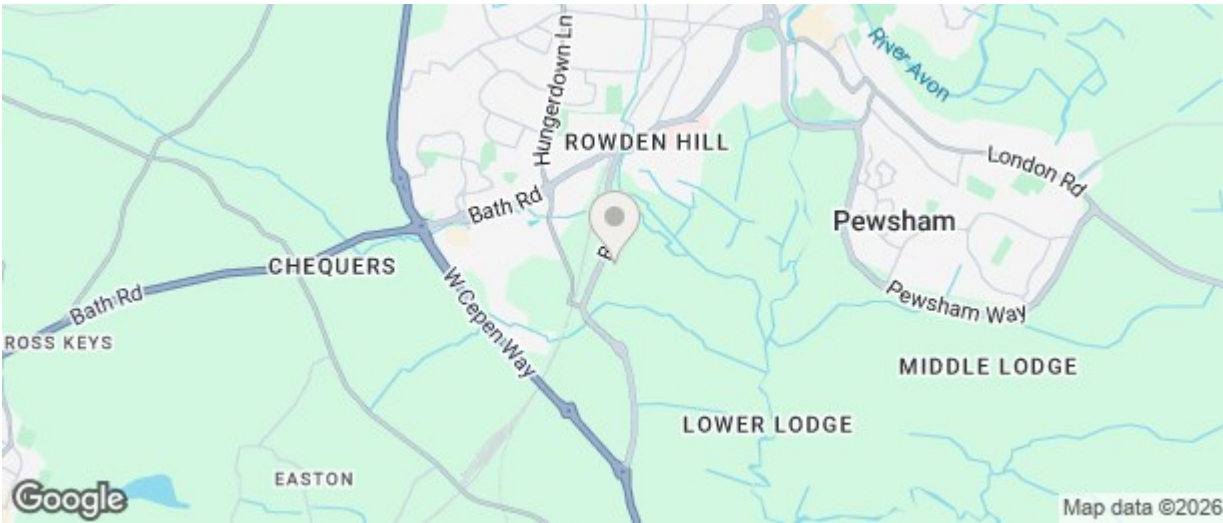 Hungerdown Ln
River Avon
ROWDEN HILL
London Rd
Bath Rd
Pewsham
CHEQUERS
W Cepen Way
Bath Rd
Pewsham Way
ROSS KEYS
MIDDLE LODGE
LOWER LODGE
EASTON
Google
Map data ©2026